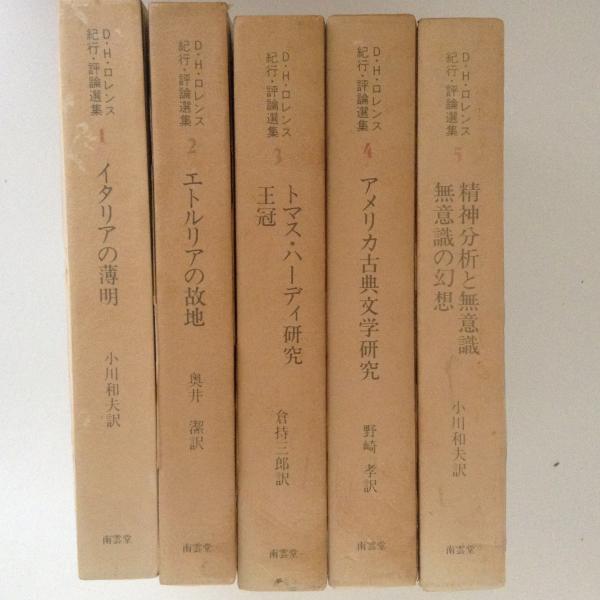 D・H・ロレンス
紀行・評論選集
1
イタリアの薄明
小川和夫訳
南雲堂
D・H・ロレンス
紀行・評論選集
2
エトルリアの故地
奥井 潔訳
南雲堂
D・H・ロレンス
紀行・評論選集
3
トマス・ハーディ研究
王冠
倉持三郎訳
南雲堂
D・H・ロレンス
紀行・評論選集
4
アメリカ古典文学研究
野崎 孝訳
南雲堂
D・H・ロレンス
紀行・評論選集
5
精神分析と無意識
無意識の幻想
小川和夫訳
南雲堂